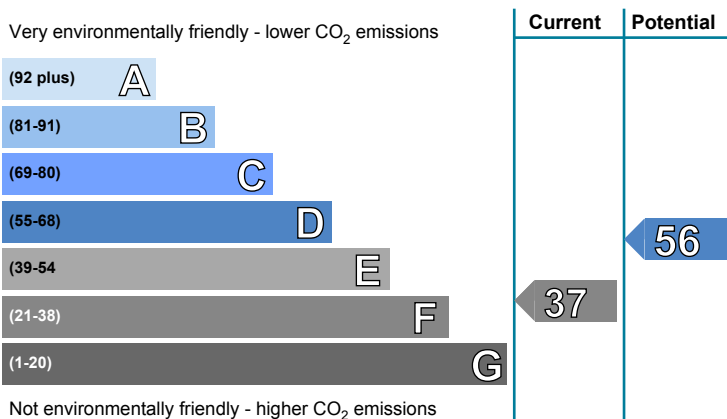 Current Potential
Very environmentally friendly - lower CO2 emissions
(92 plus) A
(81-91) B
(69-80) C
(55-68) D
56
(39-54 E
37
(21-38) F
(1-20) G
Not environmentally friendly - higher CO2 emissions